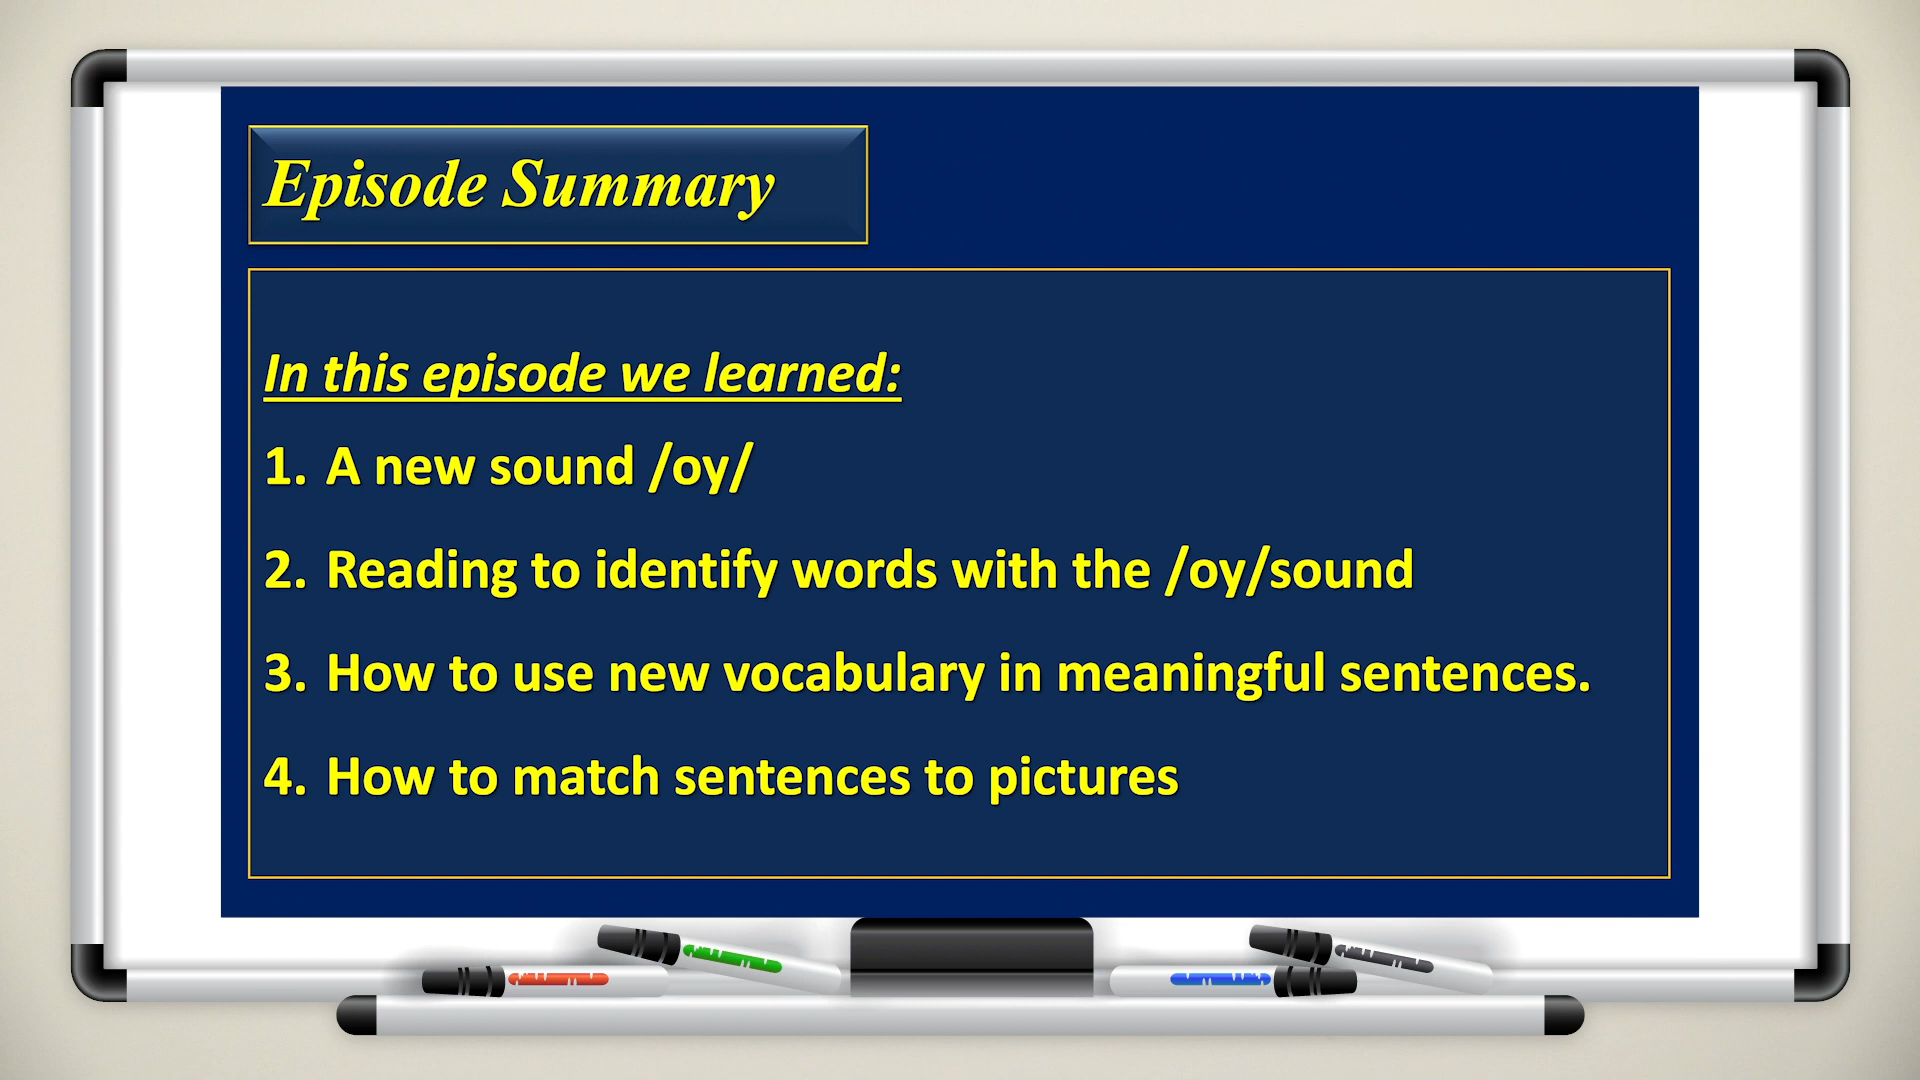 Episode Summary
In this episode we learned:
1. A new sound /oy/
2. Reading to identify words with the /oy/sound
3. How to use new vocabulary in meaningful sentences.
4. How to match sentences to pictures